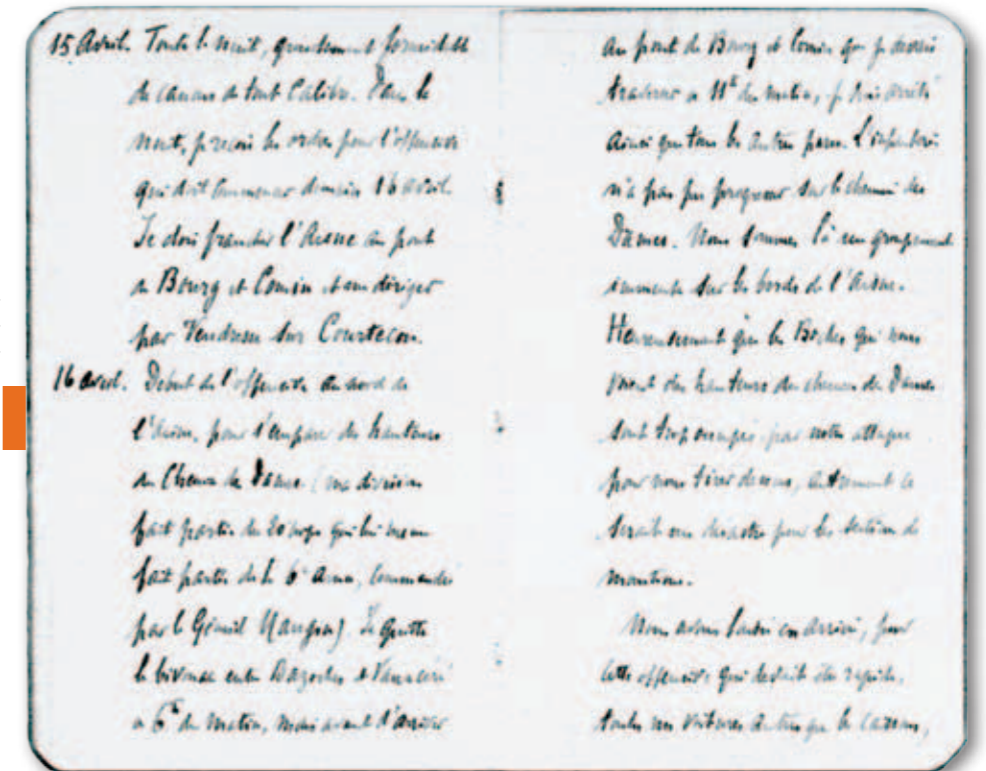 15 Avril. Toute la nuit, grondement formidable
de canons de tout calibre. Dans la
nuit, je reçois les ordres pour l'offensive
qui doit commencer demain 16 avril.
Je dois franchir l'Aisne au pont
de Bourg et Comin et me diriger
par Vendresse sur Courtecon.
16 avril. Début de l'offensive au nord de
l'Aisne, pour s'emparer des hauteurs
du Chemin des Dames (ma division
fait partie du 20 corps qui lui même
fait partie de la 6e Armée, commandée
par le Général Mangin). Je quitte
le bivouac entre Bazoches et Vauxcéré
à 6h du matin, mais avant d'arriver
au pont de Bourg et Comin que je devais
traverser à 11h du matin, je suis arrêté
ainsi que tous les autres parcs. L'infanterie
n'a pas pu progresser sur le chemin des
Dames. Nous sommes là un groupement
sur les bords de l'Aisne.
Heureusement que les Boches qui nous
voient des hauteurs du chemin des Dames
sont trop occupés par notre attaque
pour nous tirer dessus, autrement ce
serait un désastre pour les sections de
munitions.
Nous avons laissé en arrière, pour
cette offensive qui devait être rapide,
toutes nos voitures autres que les caissons,